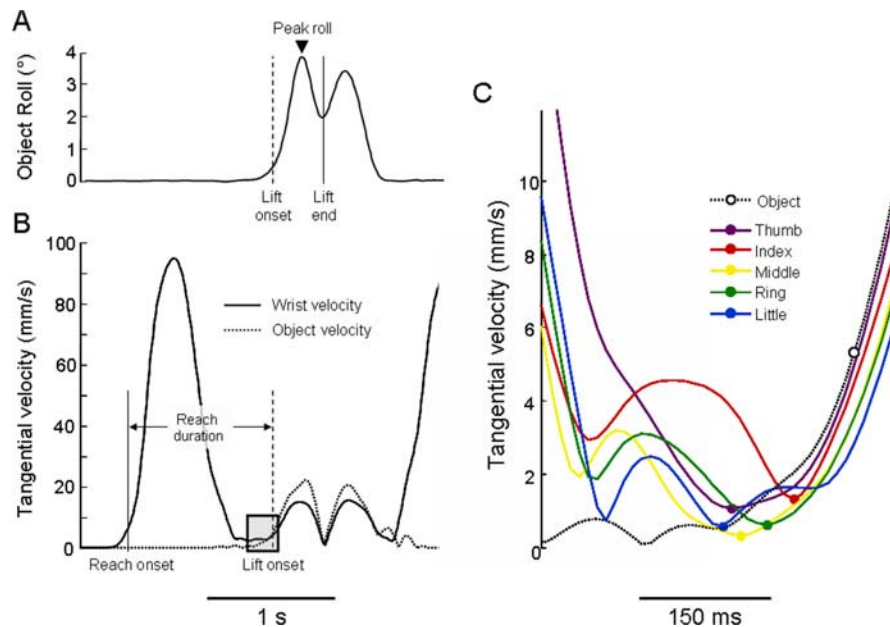 A
Peak roll
4
3
2
1
0
Object Roll (°)
Lift
onset
Lift
end
B
100
80
60
40
20
0
Tangential velocity (mm/s)
Wrist velocity
Object velocity
Reach
duration
Reach onset
Lift onset
1 s
C
10
8
6
4
2
0
Tangential velocity (mm/s)
Object
Thumb
Index
Middle
Ring
Little
150 ms